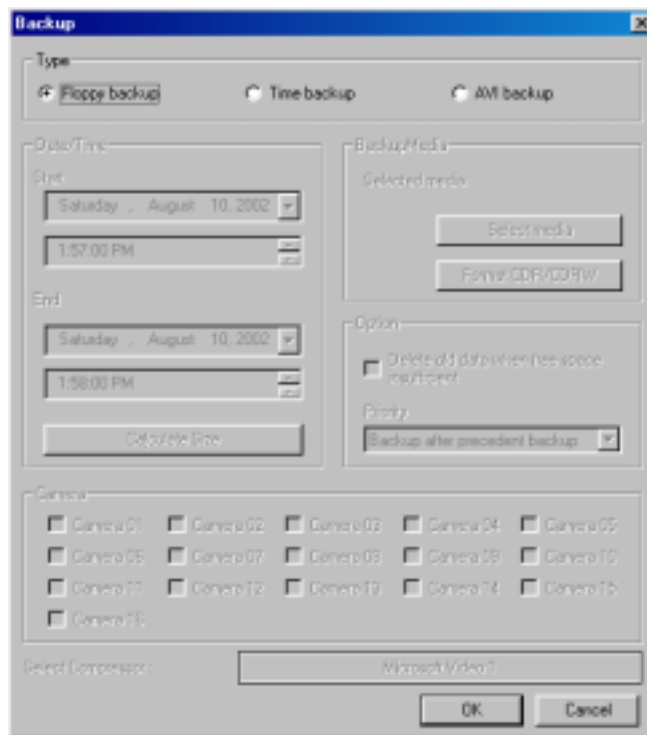 Backup
Type
Floppy backup
Time backup
AVI backup
Date/Time
Start
Saturday , August 10, 2002
1:57:00 PM
End
Saturday , August 10, 2002
1:58:00 PM
Calculate Size
BackupMedia
Selected media
Select media
Format CDR/CDRW
Option
Delete old data when free space
insufficient
Priority
Backup after precedent backup
Camera
Camera 01 Camera 02 Camera 03 Camera 04 Camera 05
Camera 06 Camera 07 Camera 08 Camera 09 Camera 10
Camera 11 Camera 12 Camera 13 Camera 14 Camera 15
Camera 16
Select Compressor : Microsoft Video 1
OK Cancel